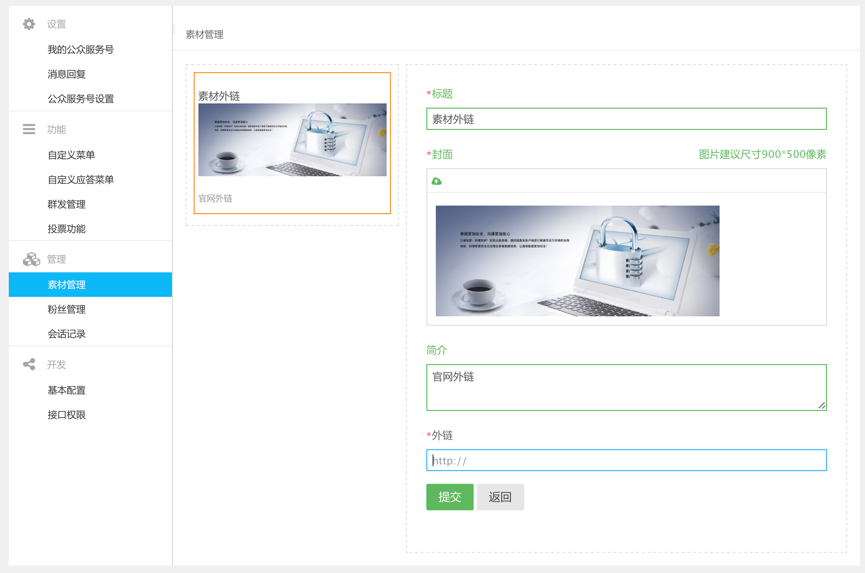 设置
我的公众服务号
消息回复
公众服务号设置
功能
自定义菜单
自定义应答菜单
群发管理
投票功能
管理
素材管理
粉丝管理
会话记录
开发
基本配置
接口权限
素材管理
素材外链
官网外链
*标题
素材外链
*封面
图片建议尺寸900*500像素
简介
官网外链
*外链
http://
提交
返回